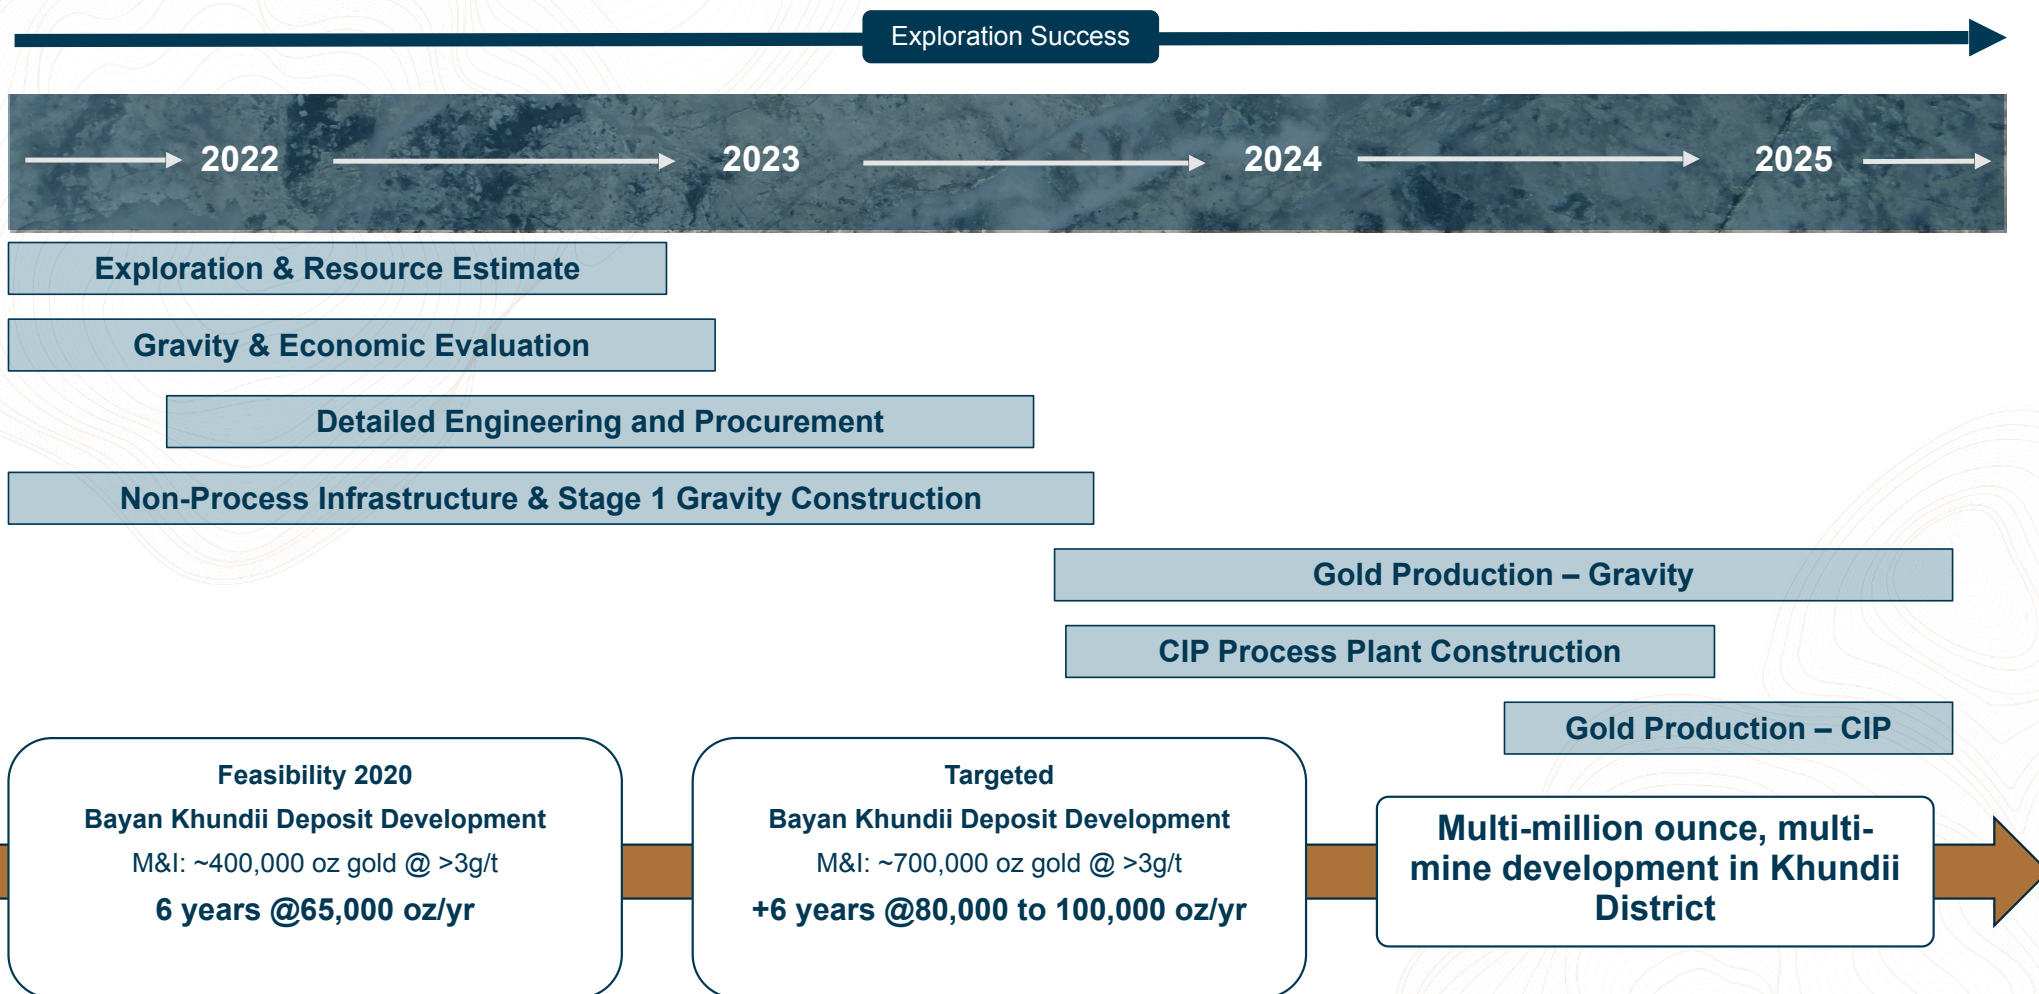 Exploration Success
2022
2023
2024
2025
Exploration & Resource Estimate
Gravity & Economic Evaluation
Detailed Engineering and Procurement
Non-Process Infrastructure & Stage 1 Gravity Construction
Gold Production – Gravity
CIP Process Plant Construction
Gold Production – CIP
Feasibility 2020
Bayan Khundii Deposit Development
M&I: ~400,000 oz gold @ >3g/t
6 years @65,000 oz/yr
Targeted
Bayan Khundii Deposit Development
M&I: ~700,000 oz gold @ >3g/t
+6 years @80,000 to 100,000 oz/yr
Multi-million ounce, multi-
mine development in Khundii
District